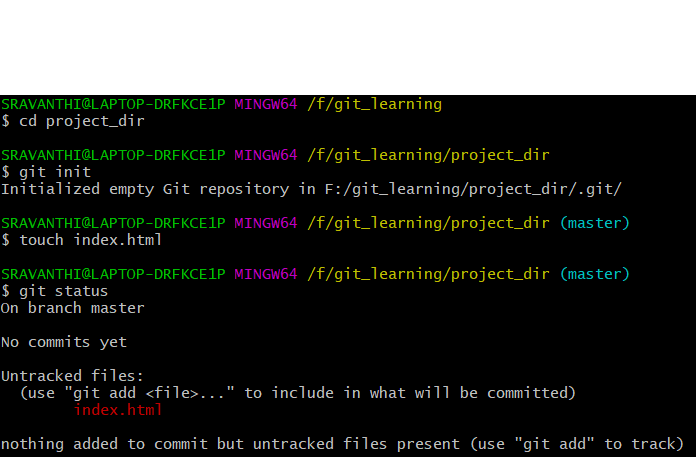 SRAVANTHI@LAPTOP-DRFKCE1P MINGW64 /f/git_learning
$ cd project_dir
SRAVANTHI@LAPTOP-DRFKCE1P MINGW64 /f/git_learning/project_dir
$ git init
Initialized empty Git repository in F:/git_learning/project_dir/.git/
SRAVANTHI@LAPTOP-DRFKCE1P MINGW64 /f/git_learning/project_dir (master)
$ touch index.html
SRAVANTHI@LAPTOP-DRFKCE1P MINGW64 /f/git_learning/project_dir (master)
$ git status
On branch master
No commits yet
Untracked files:
(use "git add <file>..." to include in what will be committed)
index.html
nothing added to commit but untracked files present (use "git add" to track)